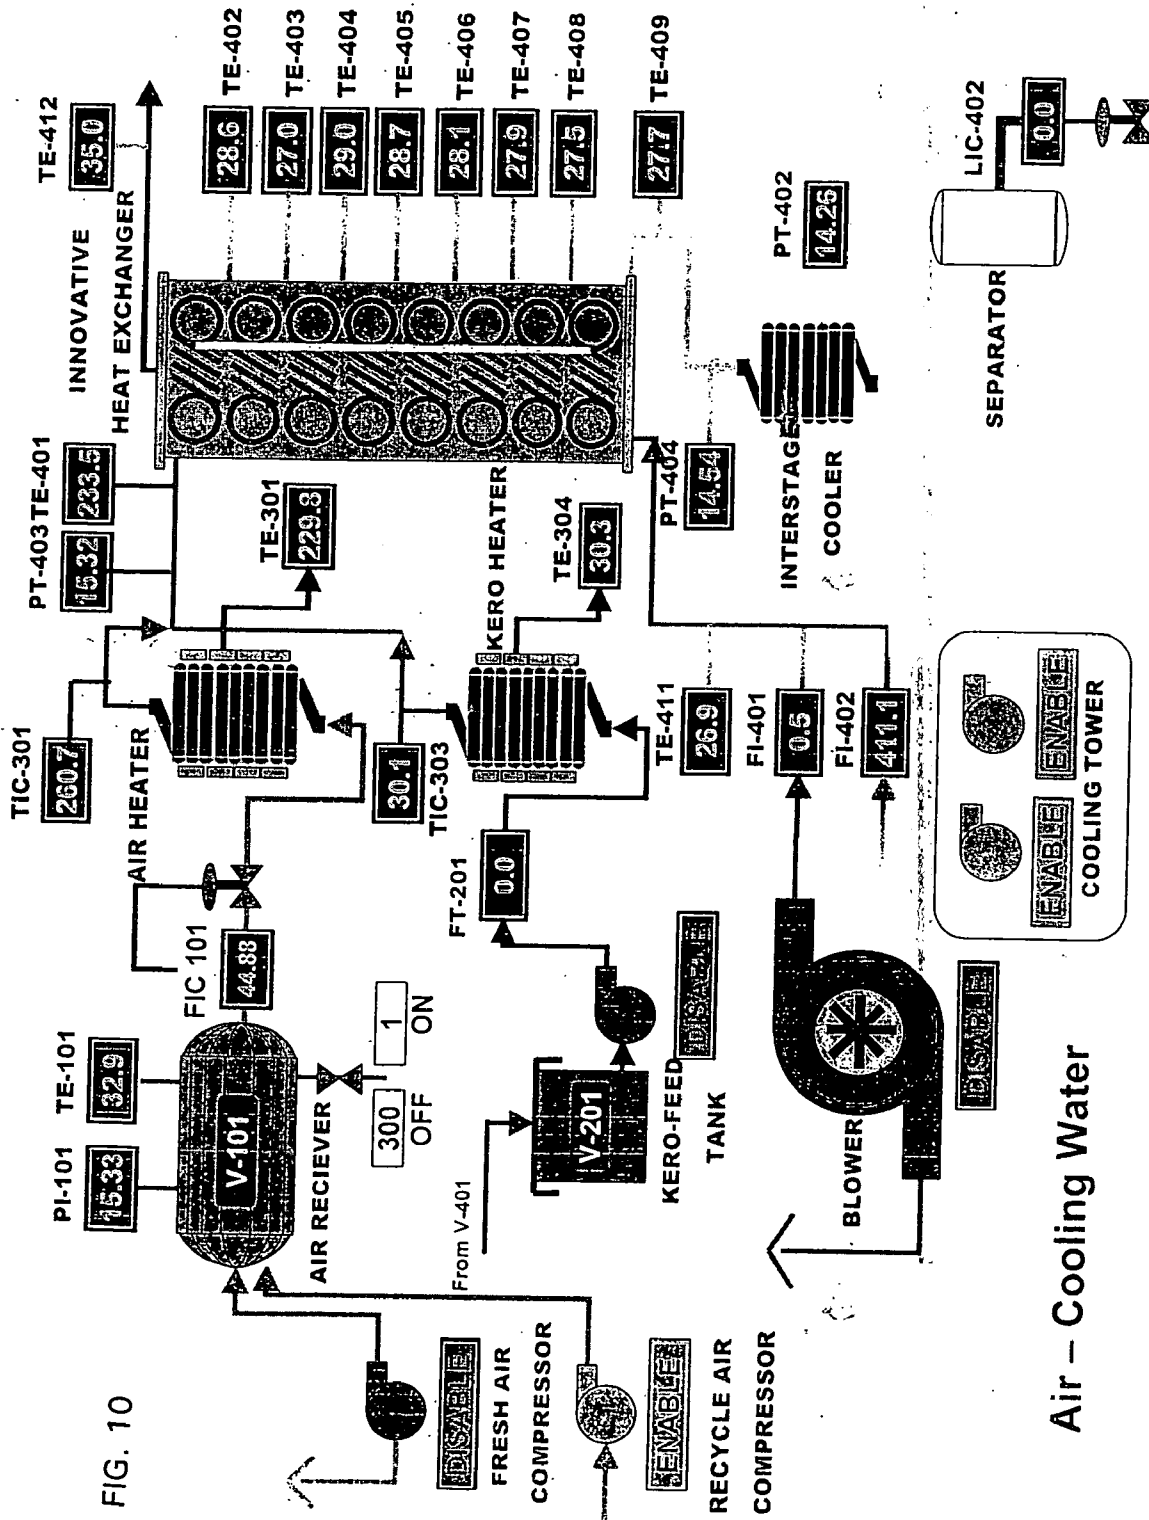 FIG. 10
PI-101
15.33
TE-101
32.9
V-101
AIR RECIEVER
300
OFF
1
ON
FIC 101
44.88
AIR HEATER
TIC-301
260.7
PT-403
15.32
TE-401
233.5
TE-301
229.8
INNOVATIVE
HEAT EXCHANGER
TE-412
35.0
TE-402
28.6
TE-403
27.0
TE-404
29.0
TE-405
28.7
TE-406
28.1
TE-407
27.9
TE-408
27.5
TE-409
27.7
DISABLE
FRESH AIR
COMPRESSOR
ENABLE
RECYCLE AIR
COMPRESSOR
From V-401
V-201
KERO-FEED
TANK
DISABLE
FT-201
0.0
30.1
TIC-303
KERO HEATER
TE-304
30.3
TE-411
26.9
FI-401
0.5
FI-402
411.1
PT-404
14.54
INTERSTAGE
COOLER
PT-402
14.26
SEPARATOR
LIC-402
0.0
BLOWER
DISABLE
ENABLE
ENABLE
COOLING TOWER
Air – Cooling Water